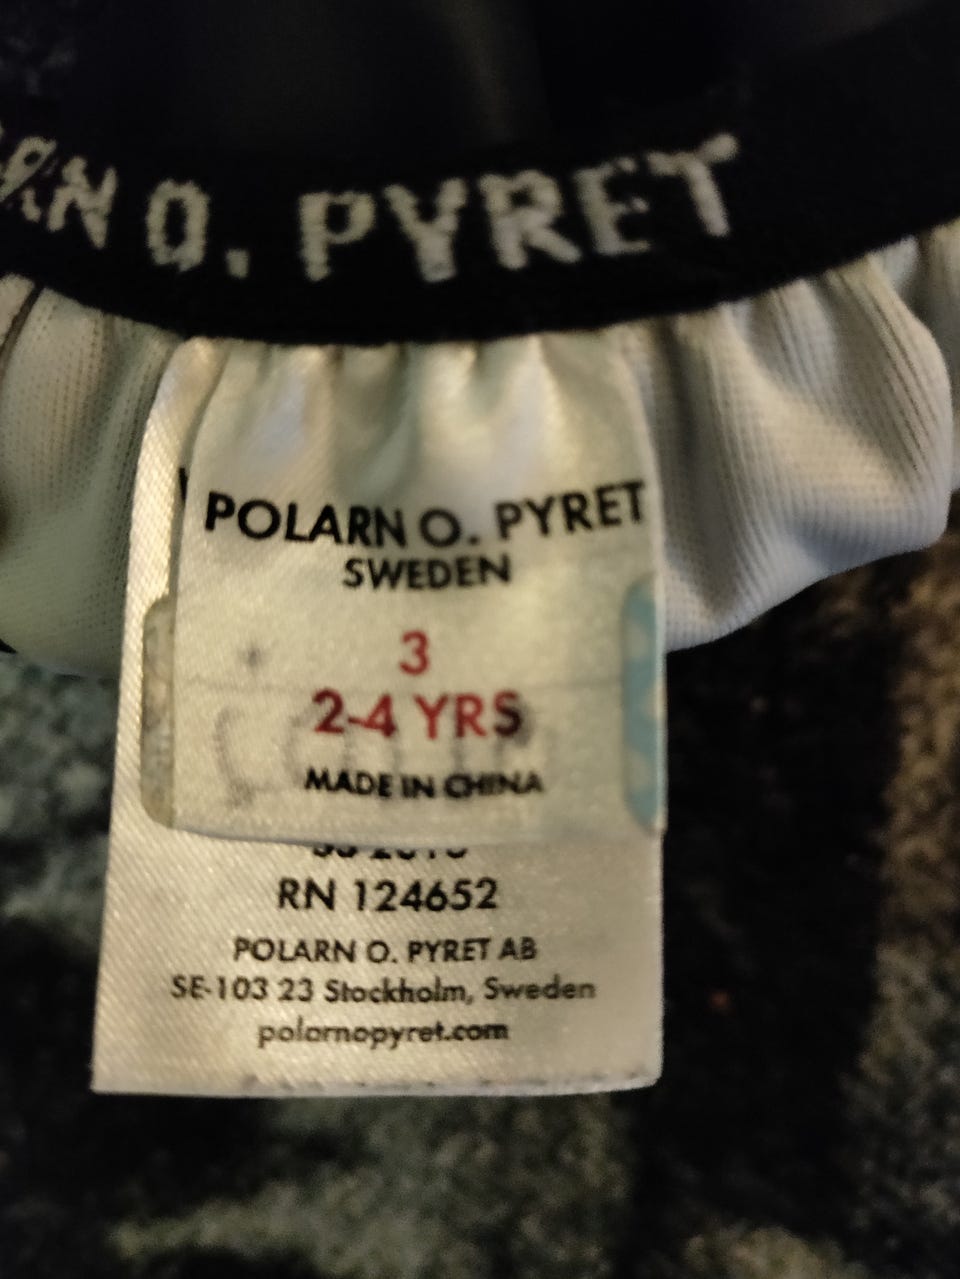 RN O. PYRET
POLARN O. PYRET
SWEDEN
3
2-4 YRS
MADE IN CHINA
RN 124652
POLARN O. PYRET AB
SE-103 23 Stockholm, Sweden
polarnopyret.com